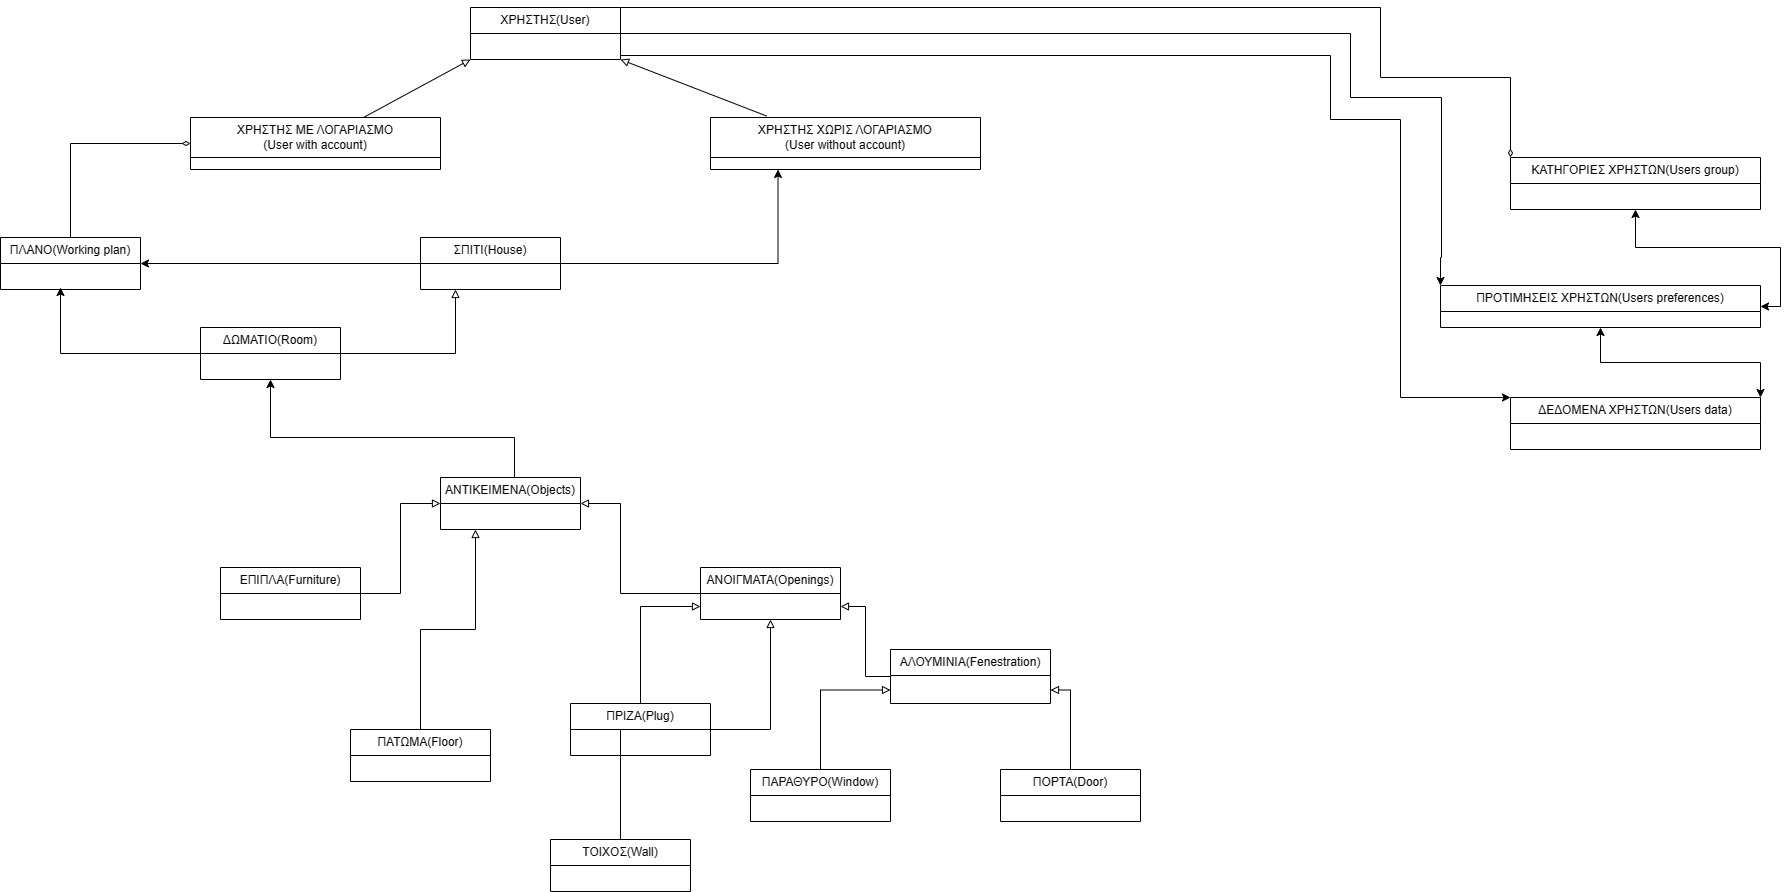 ΧΡΗΣΤΗΣ(User)
ΧΡΗΣΤΗΣ ΜΕ ΛΟΓΑΡΙΑΣΜΟ
(User with account)
ΧΡΗΣΤΗΣ ΧΩΡΙΣ ΛΟΓΑΡΙΑΣΜΟ
(User without account)
ΚΑΤΗΓΟΡΙΕΣ ΧΡΗΣΤΩΝ(Users group)
ΠΛΑΝΟ(Working plan)
ΣΠΙΤΙ(House)
ΠΡΟΤΙΜΗΣΕΙΣ ΧΡΗΣΤΩΝ(Users preferences)
ΔΩΜΑΤΙΟ(Room)
ΔΕΔΟΜΕΝΑ ΧΡΗΣΤΩΝ(Users data)
ΑΝΤΙΚΕΙΜΕΝΑ(Objects)
ΕΠΙΠΛΑ(Furniture)
ΑΝΟΙΓΜΑΤΑ(Openings)
ΑΛΟΥΜΙΝΙΑ(Fenestration)
ΠΡΙΖΑ(Plug)
ΠΑΤΩΜΑ(Floor)
ΠΑΡΑΘΥΡΟ(Window)
ΠΟΡΤΑ(Door)
ΤΟΙΧΟΣ(Wall)